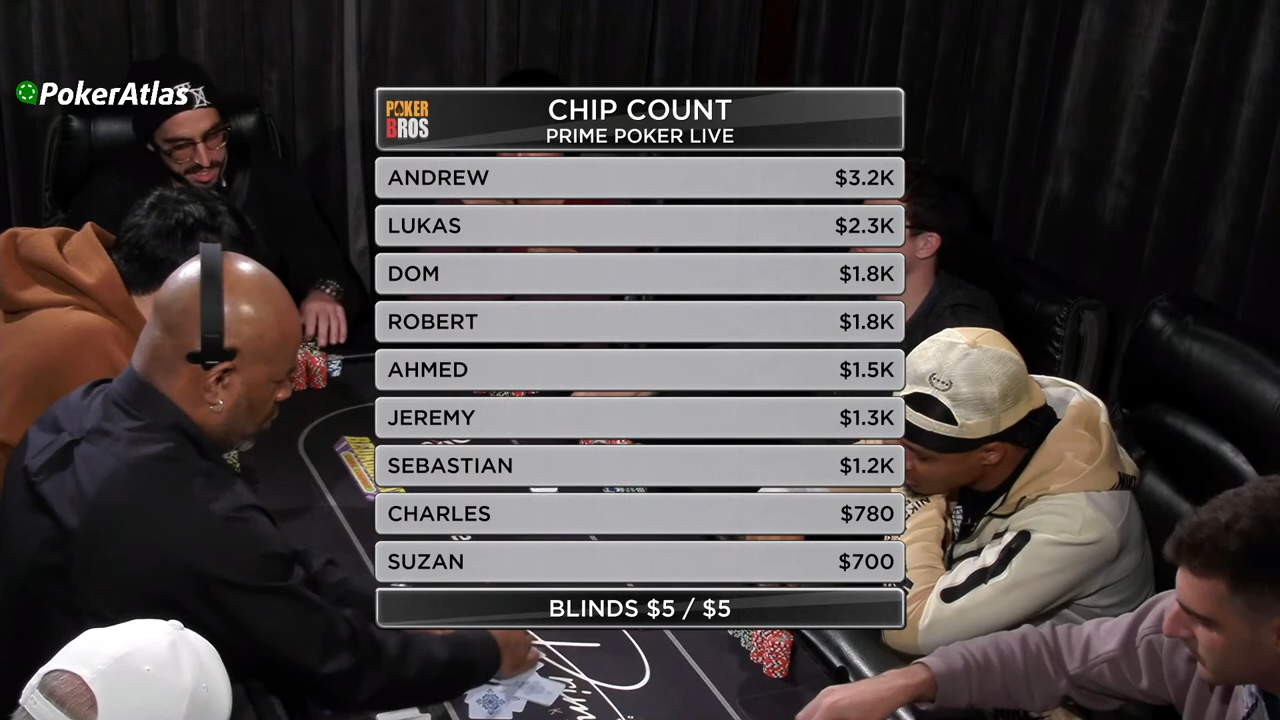 PokerAtlas
POKER
BROS
CHIP COUNT
PRIME POKER LIVE
ANDREW $3.2K
LUKAS $2.3K
DOM $1.8K
ROBERT $1.8K
AHMED $1.5K
JEREMY $1.3K
SEBASTIAN $1.2K
CHARLES $780
SUZAN $700
BLINDS $5 / $5